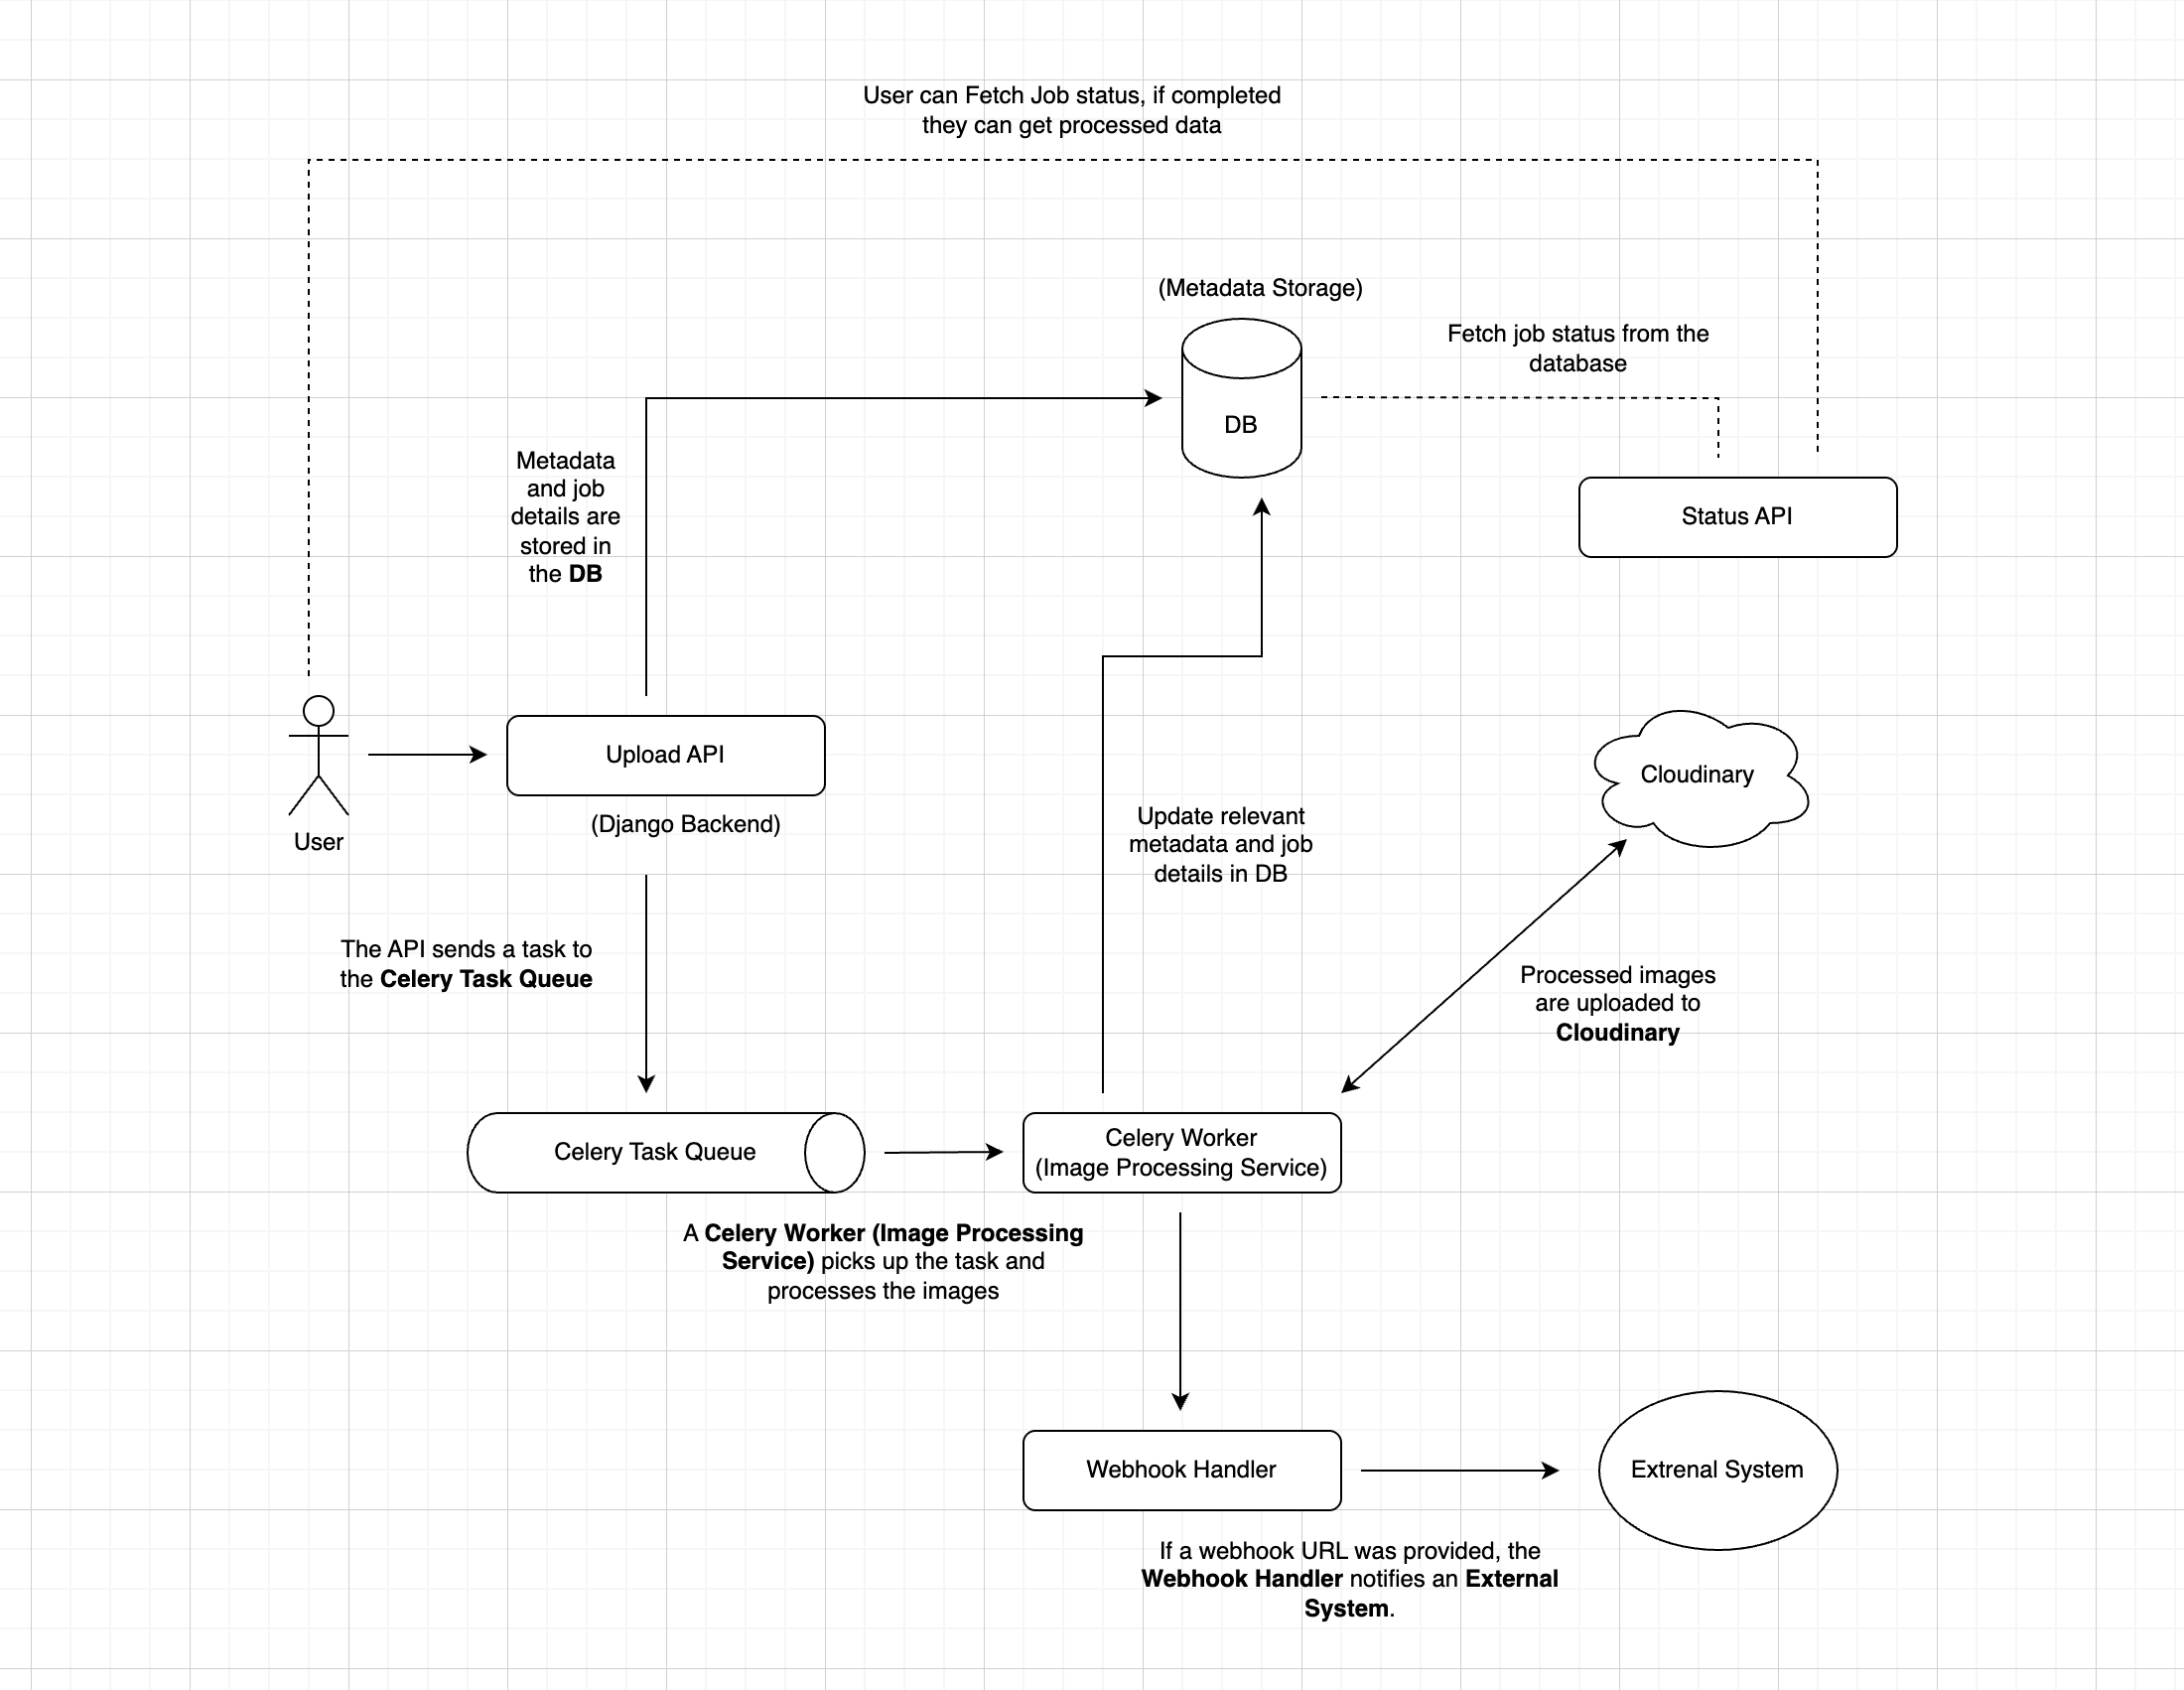 User can Fetch Job status, if completed
they can get processed data
(Metadata Storage)
DB
Fetch job status from the
database
Status API
Metadata
and job
details are
stored in
the DB
User
Upload API
(Django Backend)
Update relevant
metadata and job
details in DB
Cloudinary
The API sends a task to
the Celery Task Queue
Processed images
are uploaded to
Cloudinary
Celery Task Queue
Celery Worker
(Image Processing Service)
A Celery Worker (Image Processing
Service) picks up the task and
processes the images
Webhook Handler
Extrenal System
If a webhook URL was provided, the
Webhook Handler notifies an External
System.